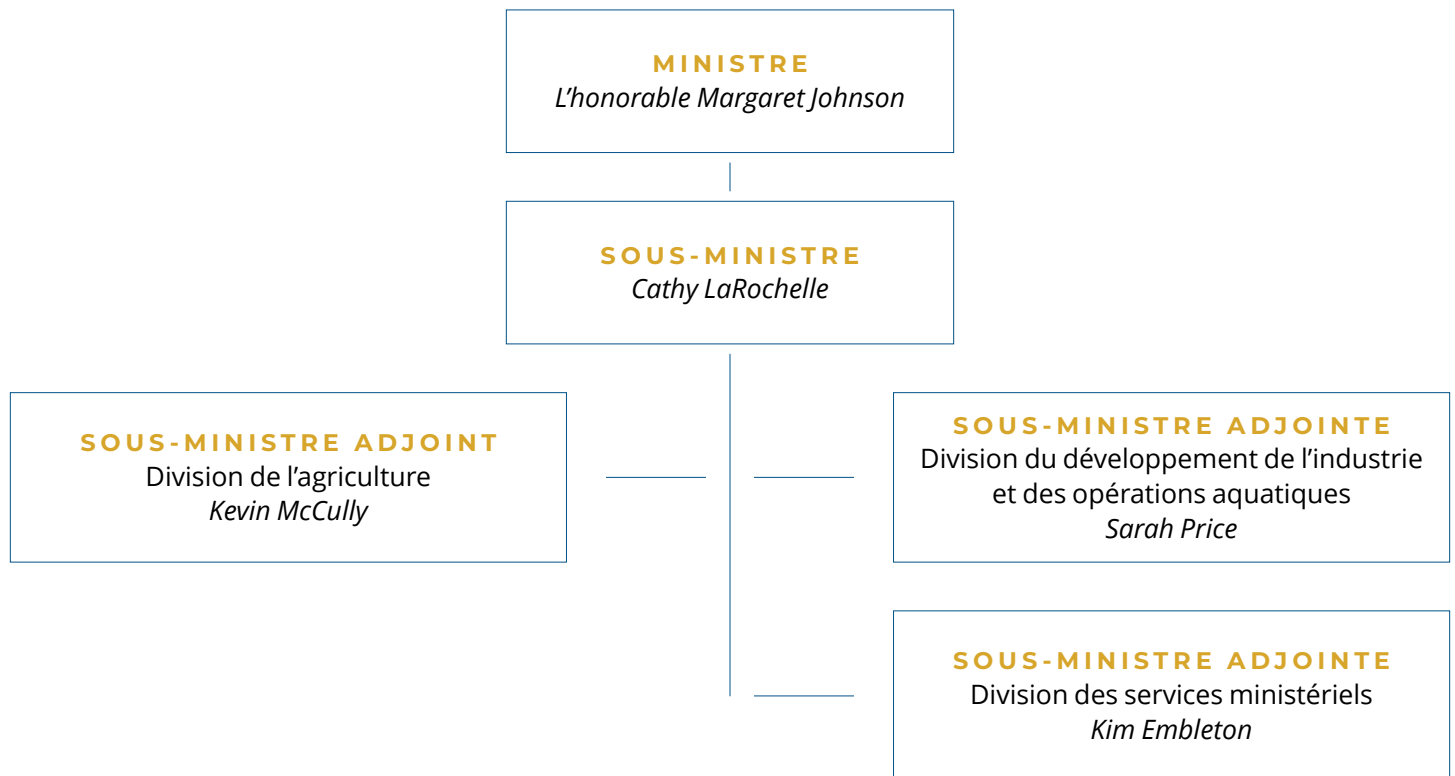 MINISTRE
L'honorable Margaret Johnson
SOUS-MINISTRE
Cathy LaRochelle
SOUS-MINISTRE ADJOINT
Division de l'agriculture
Kevin McCully
SOUS-MINISTRE ADJOINTE
Division du développement de l'industrie
et des opérations aquatiques
Sarah Price
SOUS-MINISTRE ADJOINTE
Division des services ministériels
Kim Embleton